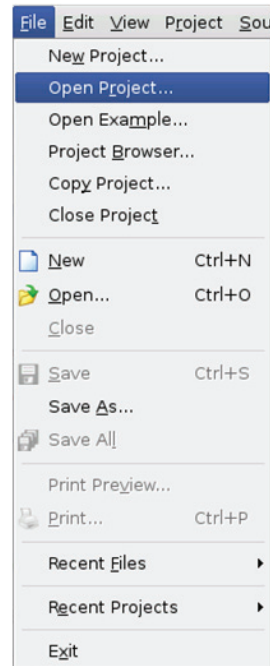 File Edit View Project Sou
New Project...
Open Project...
Open Example...
Project Browser...
Copy Project...
Close Project
New Ctrl+N
Open... Ctrl+O
Close
Save Ctrl+S
Save As...
Save All
Print Preview...
Print... Ctrl+P
Recent Files
Recent Projects
Exit